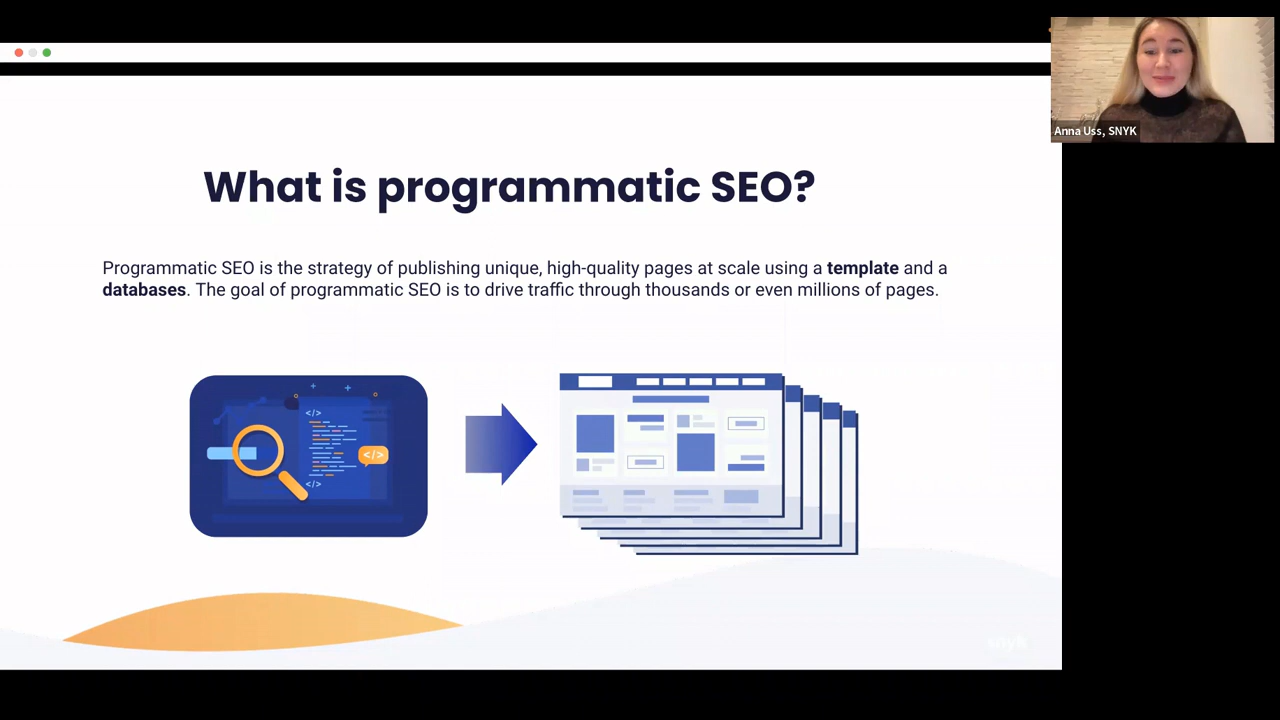 What is programmatic SEO?
Programmatic SEO is the strategy of publishing unique, high-quality pages at scale using a template and a
databases. The goal of programmatic SEO is to drive traffic through thousands or even millions of pages.
</>
</>
</>
snyk
Anna Uss, SNYK